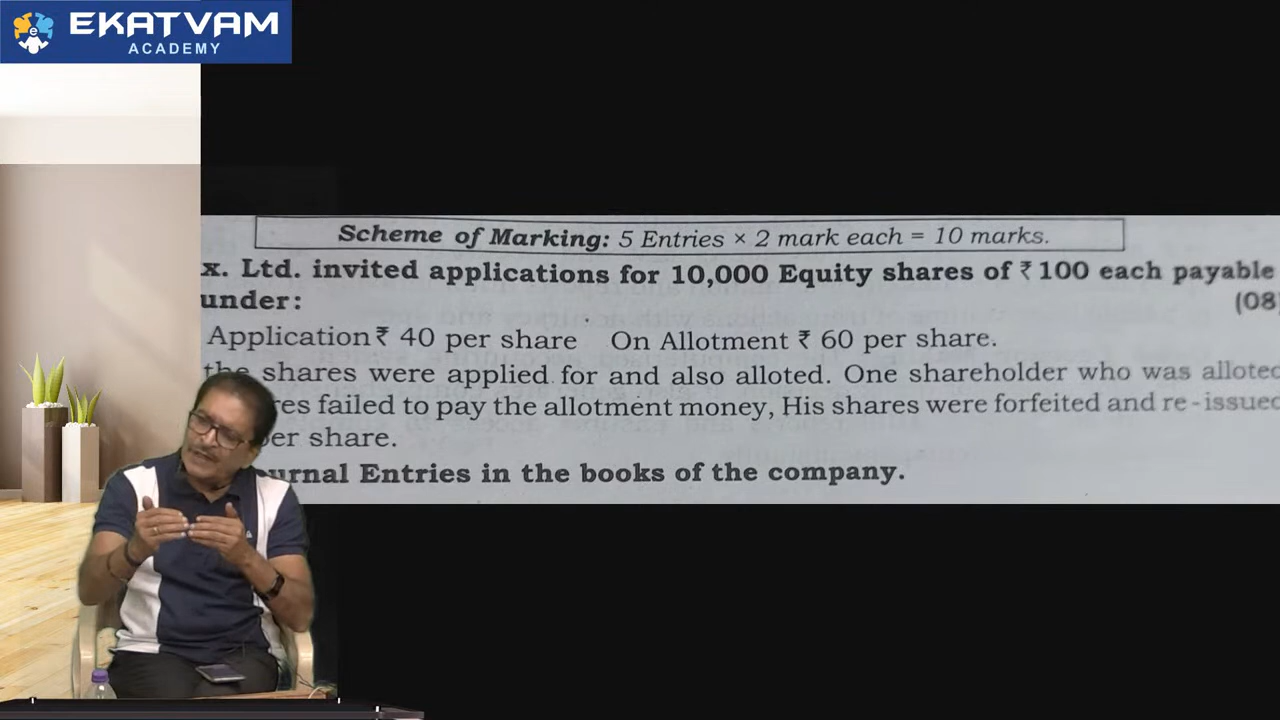 EKATVAM
ACADEMY
Scheme of Marking: 5 Entries × 2 mark each = 10 marks.
x. Ltd. invited applications for 10,000 Equity shares of ₹ 100 each payable
under: (08)
Application ₹ 40 per share On Allotment ₹ 60 per share.
the shares were applied for and also alloted. One shareholder who was alloted
failed to pay the allotment money, His shares were forfeited and re-issued
per share.
Entries in the books of the company.